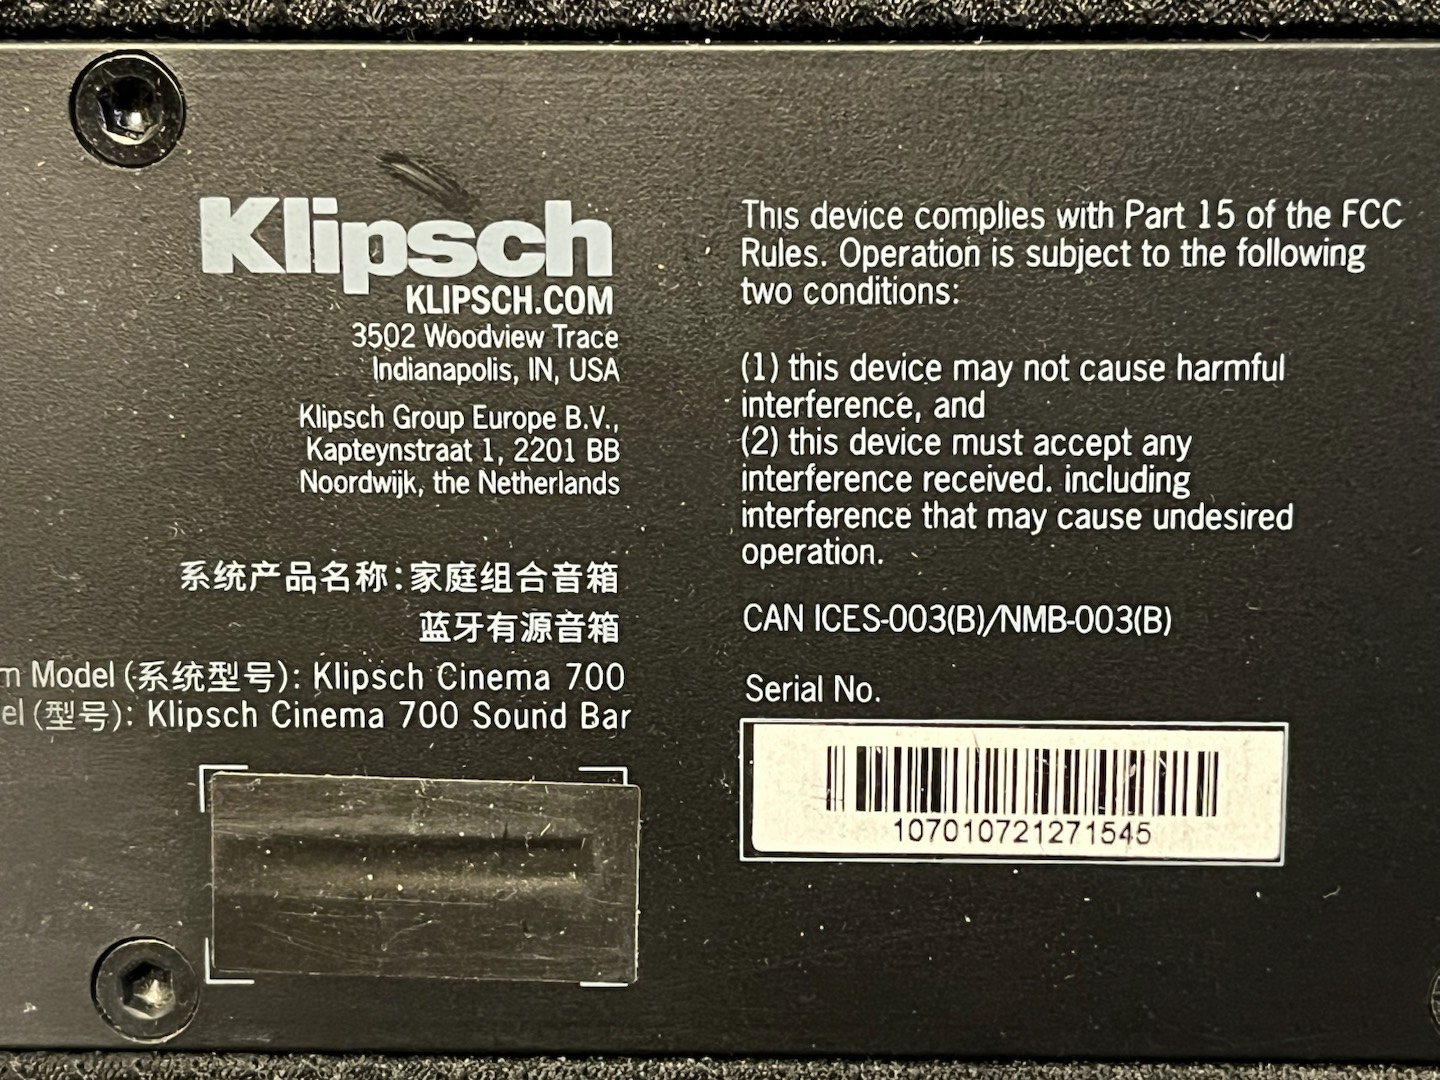 Klipsch
KLIPSCH.COM
3502 Woodview Trace
Indianapolis, IN, USA
Klipsch Group Europe B.V.,
Kapteynstraat 1, 2201 BB
Noordwijk, the Netherlands
系统产品名称:家庭组合音箱
蓝牙有源音箱
m Model (系统型号): Klipsch Cinema 700
el (型号): Klipsch Cinema 700 Sound Bar
This device complies with Part 15 of the FCC
Rules. Operation is subject to the following
two conditions:
(1) this device may not cause harmful
interference, and
(2) this device must accept any
interference received. including
interference that may cause undesired
operation.
CAN ICES-003(B)/NMB-003(B)
Serial No.
107010721271545